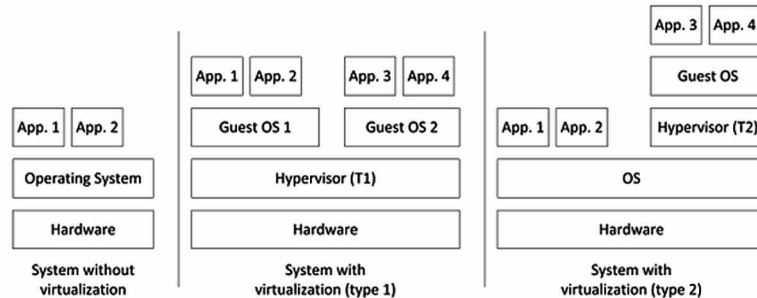 App. 3 App. 4
App. 1 App. 2 App. 3 App. 4 Guest OS
App. 1 App. 2 Guest OS 1 Guest OS 2 App. 1 App. 2 Hypervisor (T2)
Operating System Hypervisor (T1) OS
Hardware Hardware Hardware
System without System with System with
virtualization virtualization (type 1) virtualization (type 2)